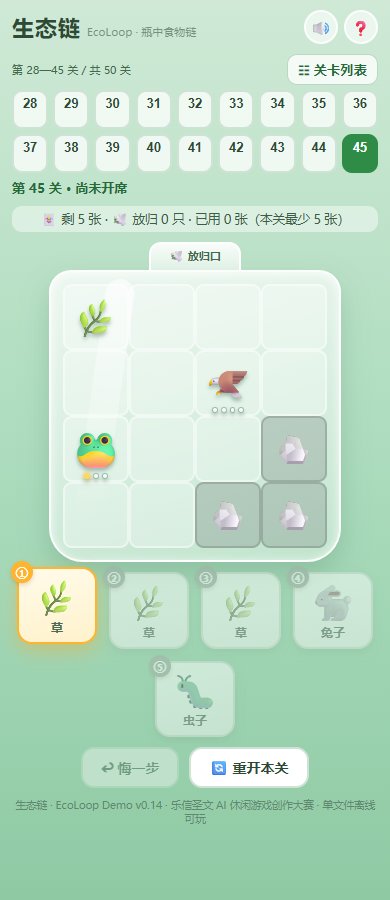 生态链 EcoLoop · 瓶中食物链
第 28—45 关 / 共 50 关
☷ 关卡列表
28 29 30 31 32 33 34 35 36
37 38 39 40 41 42 43 44 45
第 45 关 • 尚未开席
剩 5 张 · 放归 0 只 · 已用 0 张（本关最少 5 张）
放归口
① ② ③ ④
草 草 草 兔子
⑤
虫子
↩ 悔一步 重开本关
生态链 · EcoLoop Demo v0.14 · 乐信圣文 AI 休闲游戏创作大赛 · 单文件离线
可玩